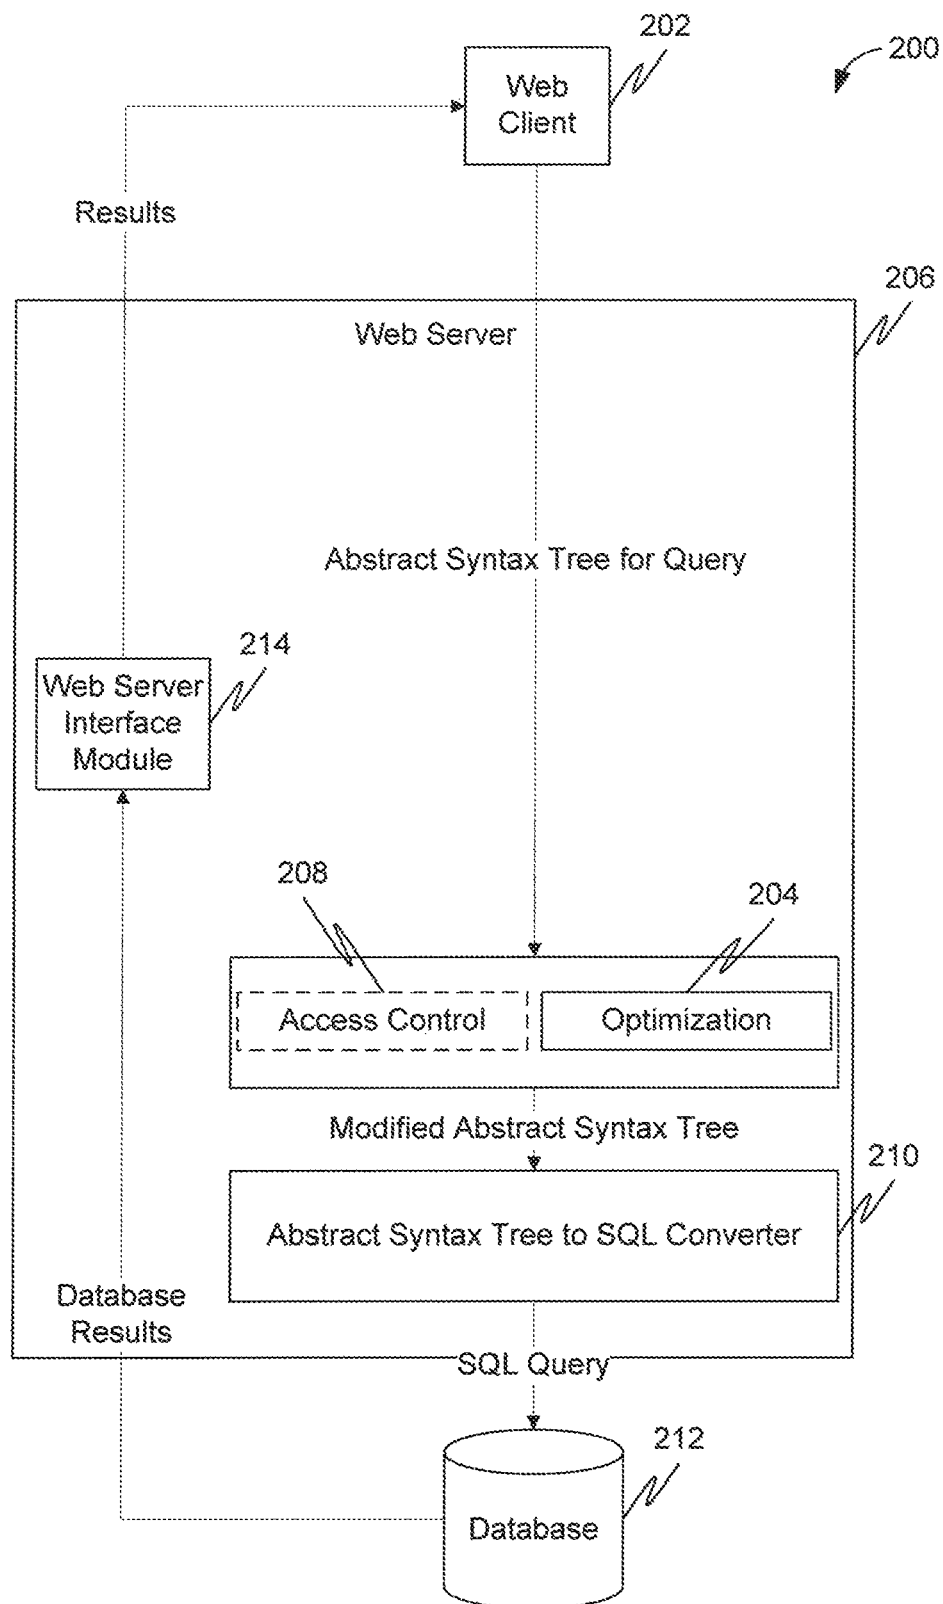 202
200
Web
Client
Results
206
Web Server
Abstract Syntax Tree for Query
214
Web Server
Interface
Module
208
204
Access Control
Optimization
Modified Abstract Syntax Tree
210
Abstract Syntax Tree to SQL Converter
Database
Results
SQL Query
212
Database